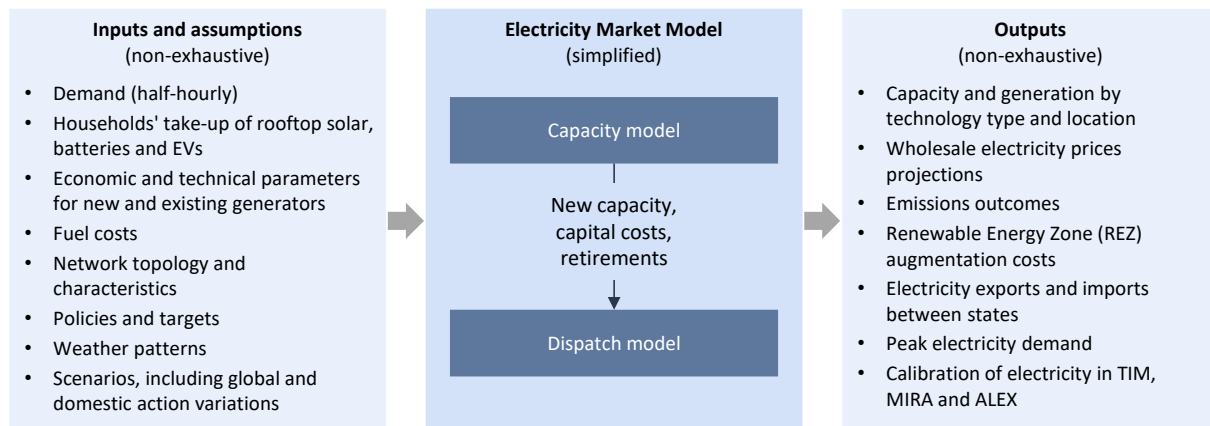 Inputs and assumptions
(non-exhaustive)
• Demand (half-hourly)
• Households' take-up of rooftop solar,
batteries and EVs
• Economic and technical parameters
for new and existing generators
• Fuel costs
• Network topology and
characteristics
• Policies and targets
• Weather patterns
• Scenarios, including global and
domestic action variations
Electricity Market Model
(simplified)
Capacity model
New capacity,
capital costs,
retirements
Dispatch model
Outputs
(non-exhaustive)
• Capacity and generation by
technology type and location
• Wholesale electricity prices
projections
• Emissions outcomes
• Renewable Energy Zone (REZ)
augmentation costs
• Electricity exports and imports
between states
• Peak electricity demand
• Calibration of electricity in TIM,
MIRA and ALEX